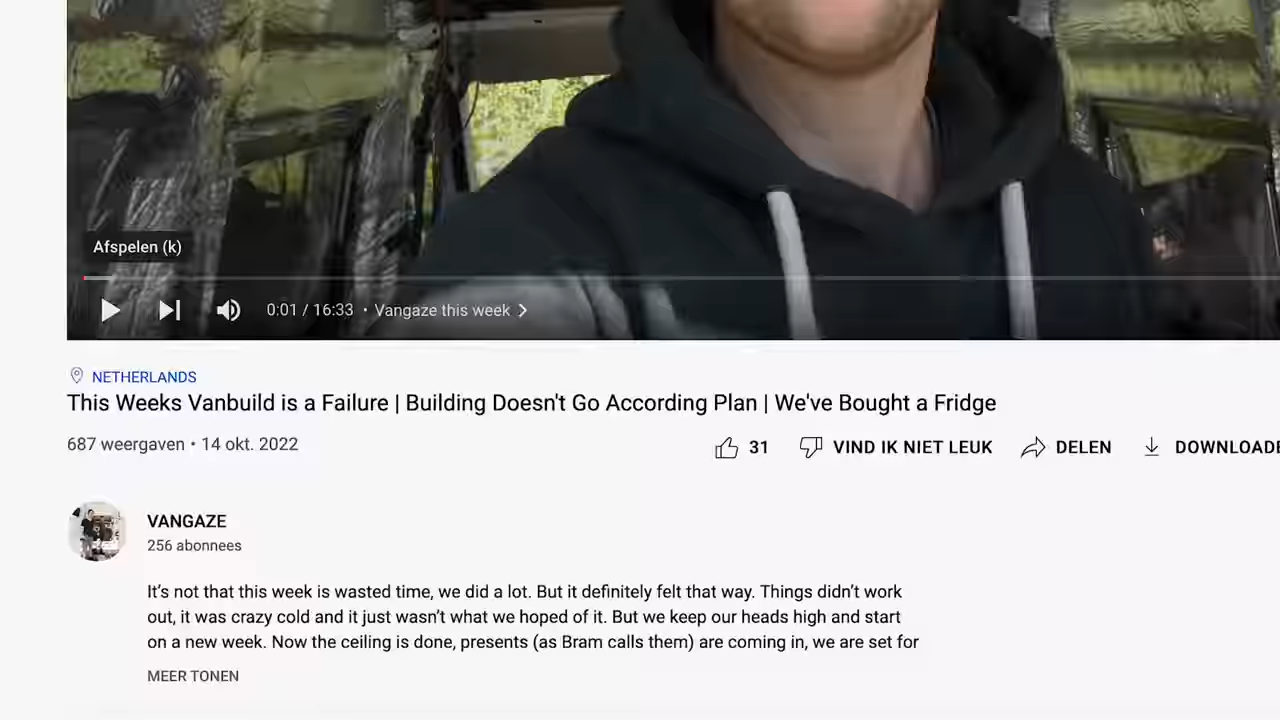 Afspelen (k)
0:01 / 16:33 • Vangaze this week
NETHERLANDS
This Weeks Vanbuild is a Failure | Building Doesn't Go According Plan | We've Bought a Fridge
687 weergaven • 14 okt. 2022
31 VIND IK NIET LEUK DELEN DOWNLOADE
VANGAZE
256 abonnees
It’s not that this week is wasted time, we did a lot. But it definitely felt that way. Things didn’t work
out, it was crazy cold and it just wasn’t what we hoped of it. But we keep our heads high and start
on a new week. Now the ceiling is done, presents (as Bram calls them) are coming in, we are set for
MEER TONEN